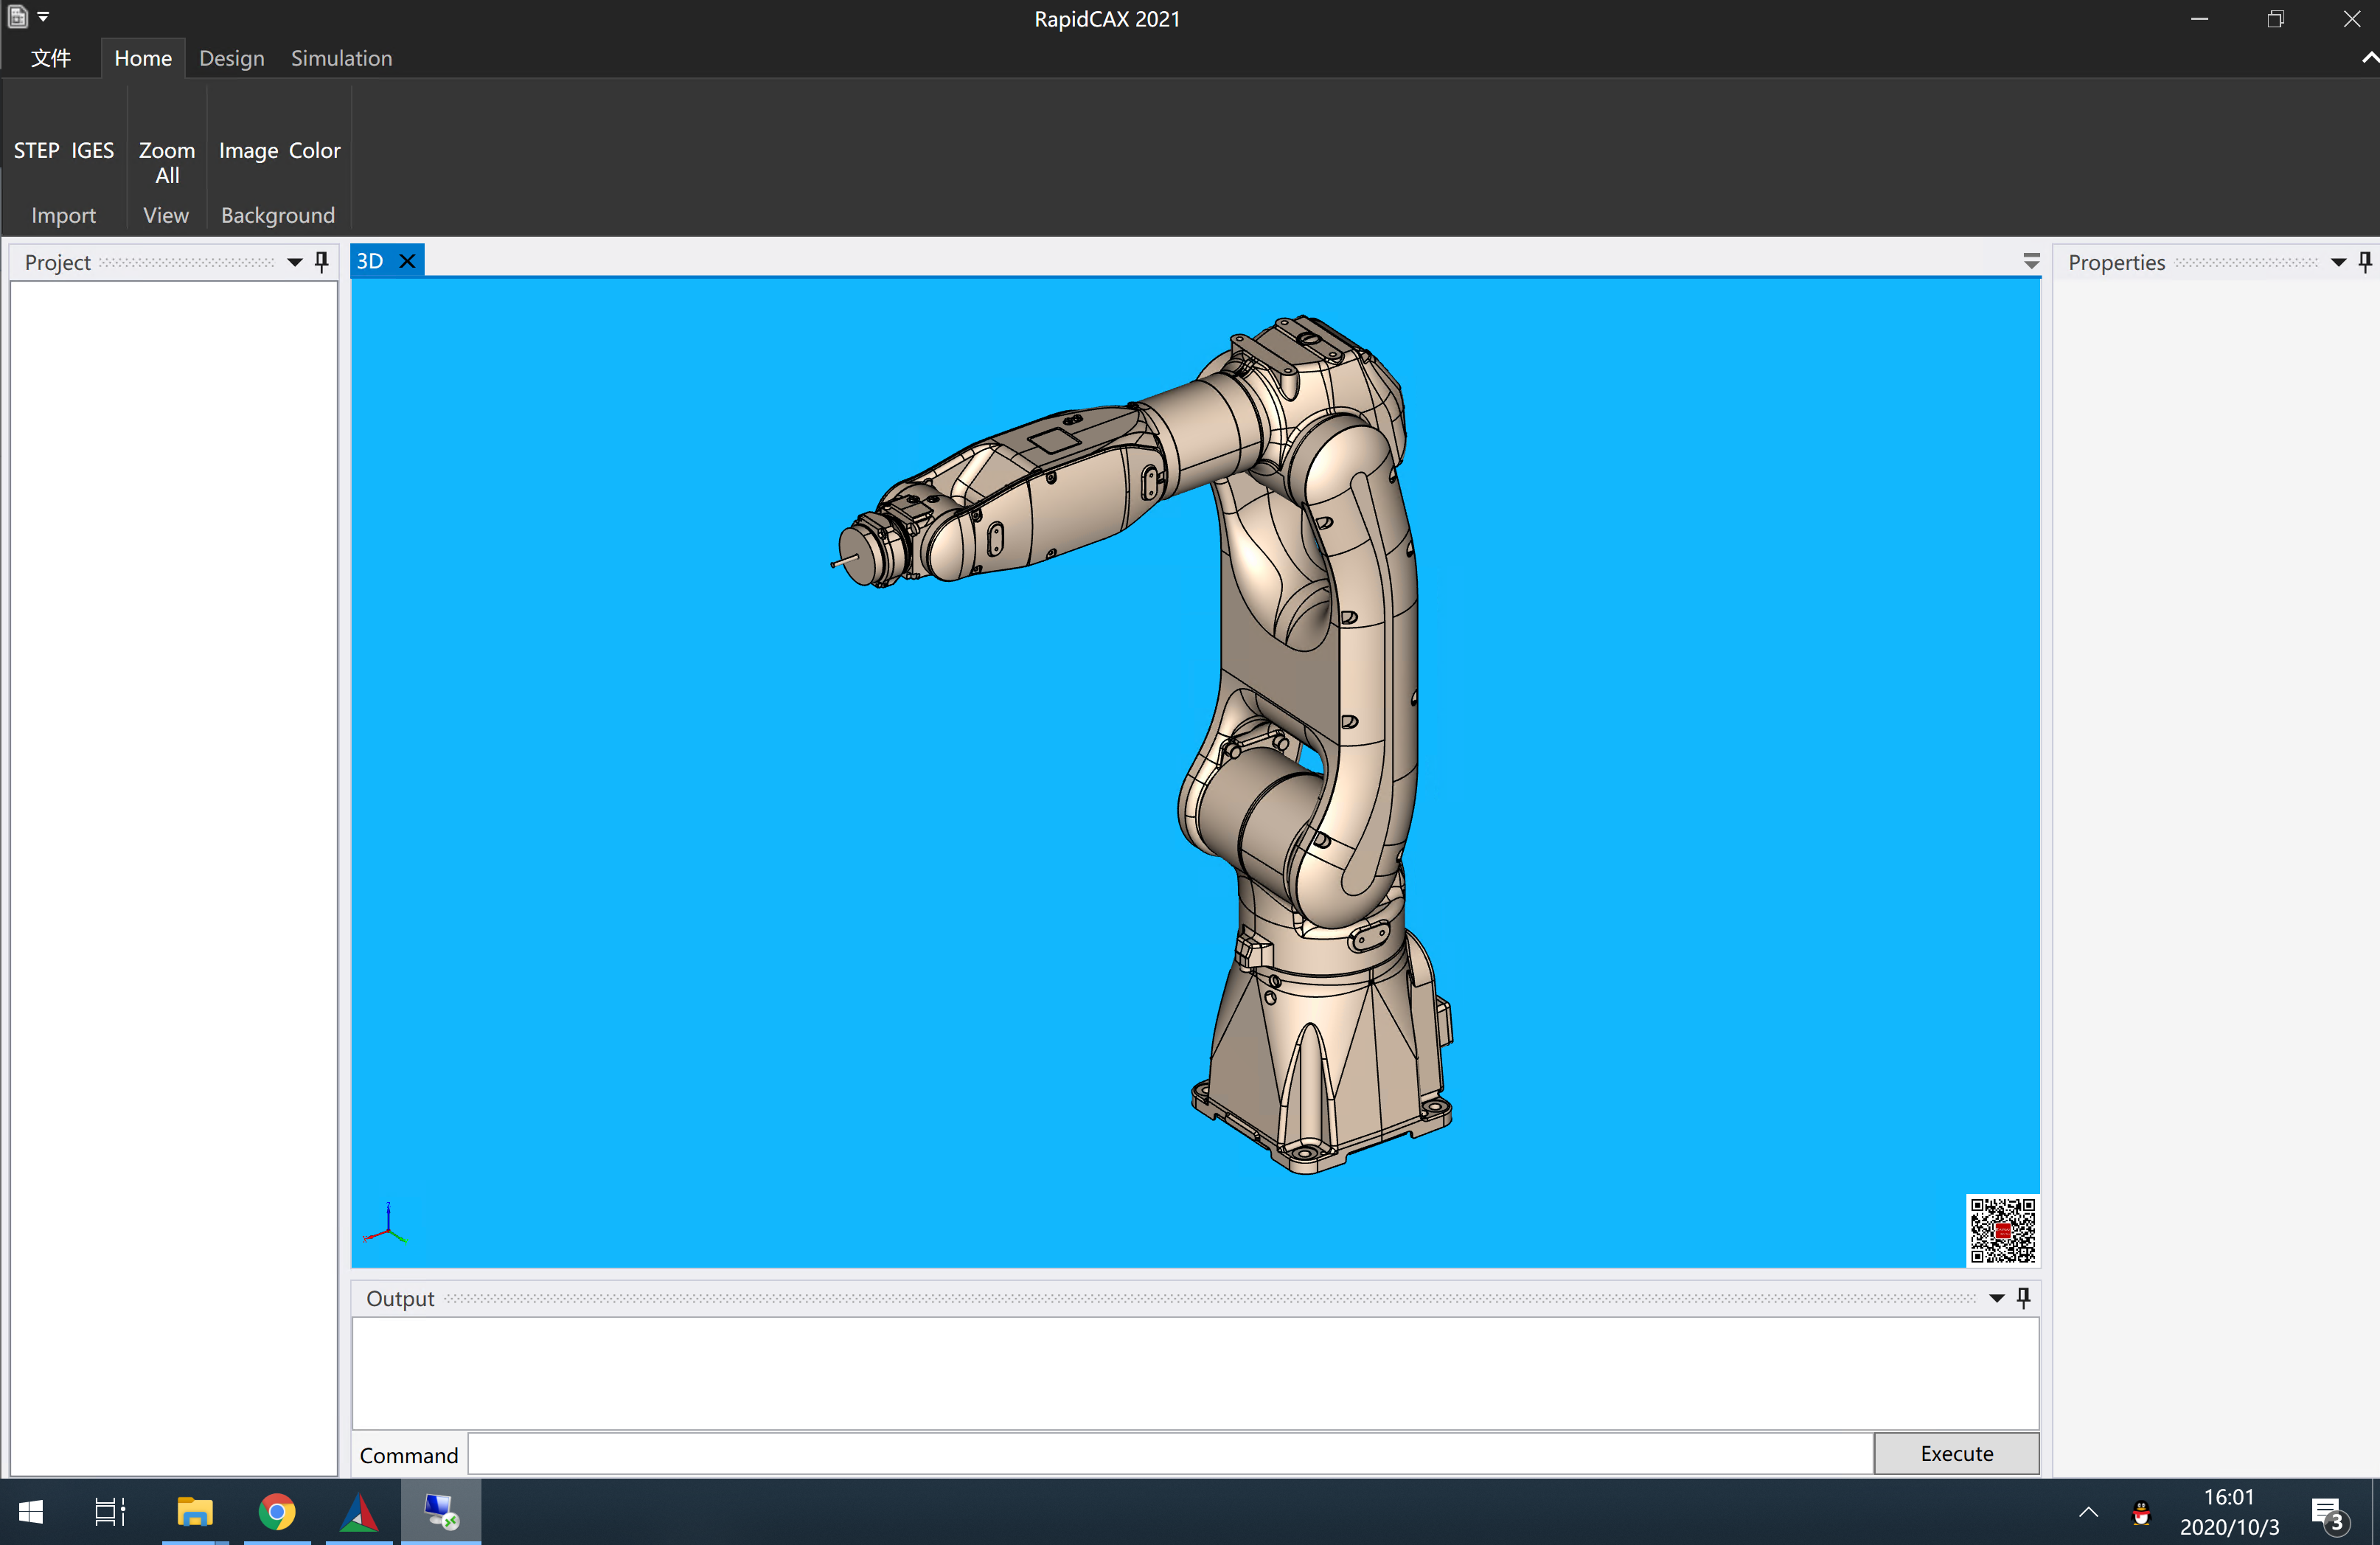 RapidCAX 2021
文件 Home Design Simulation
STEP IGES Zoom All Image Color
Import View Background
Project
3D
Properties
Z
Output
Command
Execute
16:01
2020/10/3
3